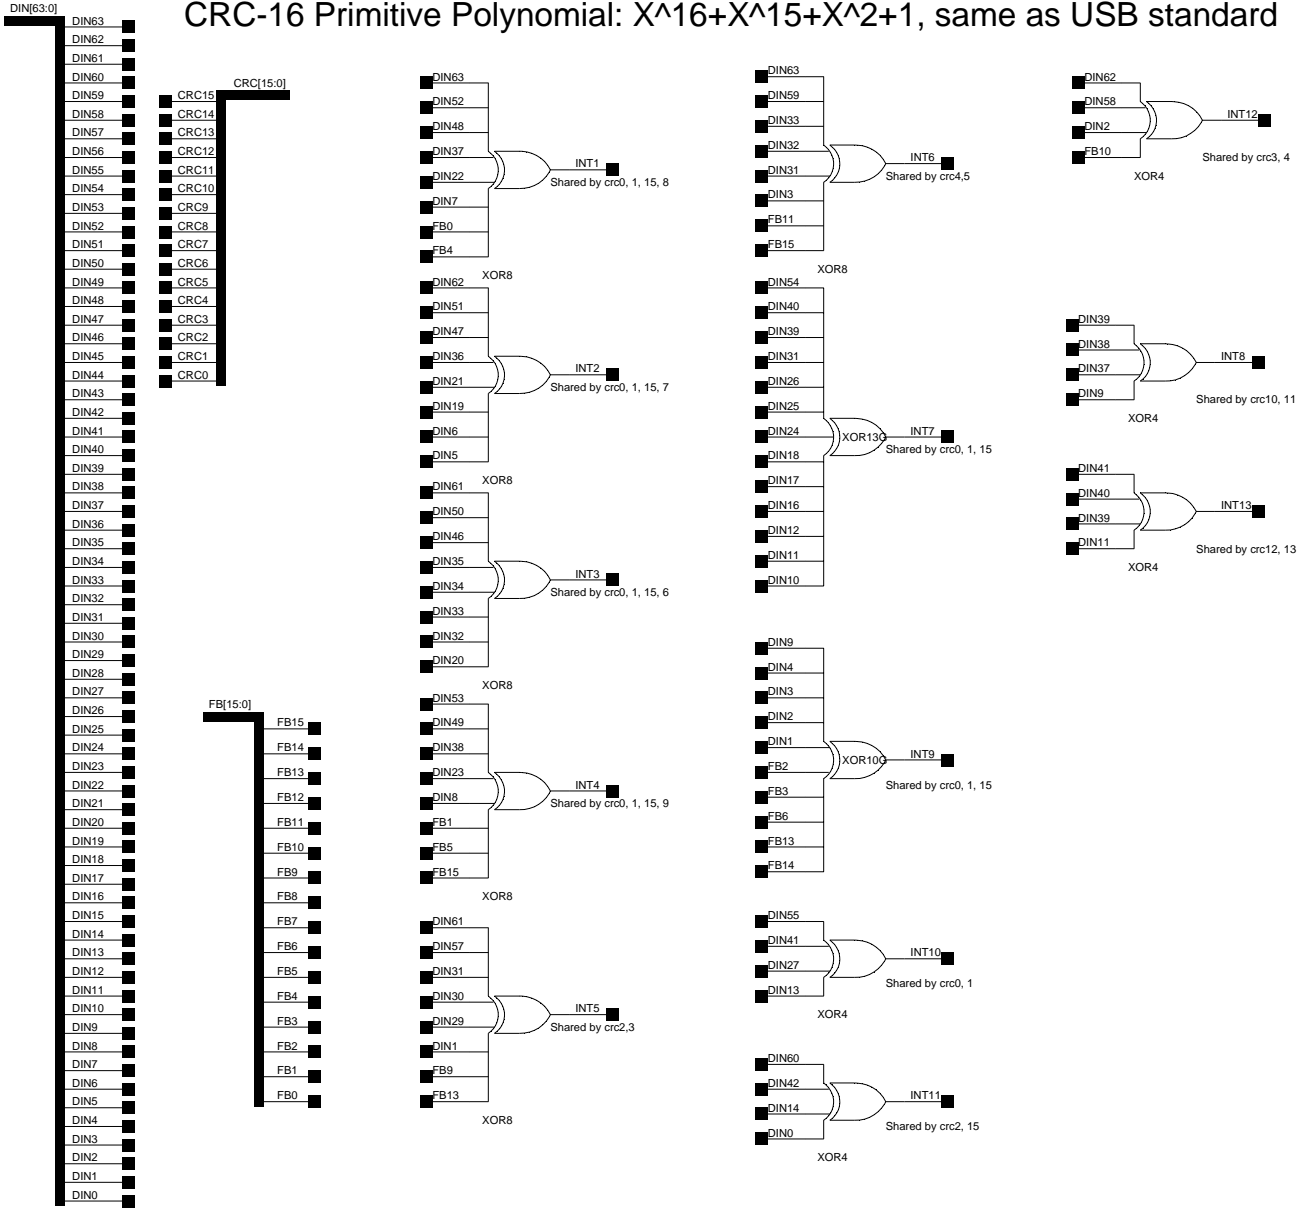 CRC-16 Primitive Polynomial: X^16+X^15+X^2+1, same as USB standard
DIN[63:0]
DIN63
DIN62
DIN61
DIN60
DIN59
DIN58
DIN57
DIN56
DIN55
DIN54
DIN53
DIN52
DIN51
DIN50
DIN49
DIN48
DIN47
DIN46
DIN45
DIN44
DIN43
DIN42
DIN41
DIN40
DIN39
DIN38
DIN37
DIN36
DIN35
DIN34
DIN33
DIN32
DIN31
DIN30
DIN29
DIN28
DIN27
DIN26
DIN25
DIN24
DIN23
DIN22
DIN21
DIN20
DIN19
DIN18
DIN17
DIN16
DIN15
DIN14
DIN13
DIN12
DIN11
DIN10
DIN9
DIN8
DIN7
DIN6
DIN5
DIN4
DIN3
DIN2
DIN1
DIN0
CRC[15:0]
CRC15
CRC14
CRC13
CRC12
CRC11
CRC10
CRC9
CRC8
CRC7
CRC6
CRC5
CRC4
CRC3
CRC2
CRC1
CRC0
FB[15:0]
FB15
FB14
FB13
FB12
FB11
FB10
FB9
FB8
FB7
FB6
FB5
FB4
FB3
FB2
FB1
FB0
DIN63
DIN52
DIN48
DIN37
DIN22
DIN7
FB0
FB4
INT1
Shared by crc0, 1, 15, 8
XOR8
DIN62
DIN51
DIN47
DIN36
DIN21
DIN19
DIN6
DIN5
INT2
Shared by crc0, 1, 15, 7
XOR8
DIN61
DIN50
DIN46
DIN35
DIN34
DIN33
DIN32
DIN20
INT3
Shared by crc0, 1, 15, 6
XOR8
DIN53
DIN49
DIN38
DIN23
DIN8
FB1
FB5
FB15
INT4
Shared by crc0, 1, 15, 9
XOR8
DIN61
DIN57
DIN31
DIN30
DIN29
DIN1
FB9
FB13
INT5
Shared by crc2,3
XOR8
DIN63
DIN59
DIN33
DIN32
DIN31
DIN3
FB11
FB15
INT6
Shared by crc4,5
XOR8
DIN54
DIN40
DIN39
DIN31
DIN26
DIN25
DIN24
DIN18
DIN17
DIN16
DIN12
DIN11
DIN10
XOR13G
INT7
Shared by crc0, 1, 15
DIN9
DIN4
DIN3
DIN2
DIN1
FB2
FB3
FB6
FB13
FB14
XOR10G
INT9
Shared by crc0, 1, 15
DIN55
DIN41
DIN27
DIN13
INT10
Shared by crc0, 1
XOR4
DIN60
DIN42
DIN14
DIN0
INT11
Shared by crc2, 15
XOR4
DIN62
DIN58
DIN2
FB10
INT12
Shared by crc3, 4
XOR4
DIN39
DIN38
DIN37
DIN9
INT8
Shared by crc10, 11
XOR4
DIN41
DIN40
DIN39
DIN11
INT13
Shared by crc12, 13
XOR4